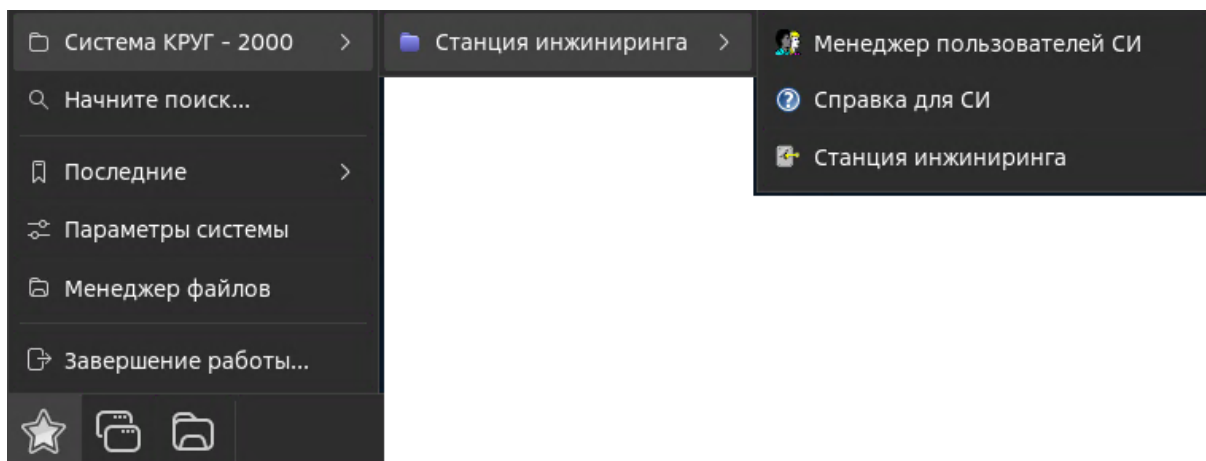 Система КРУГ - 2000
Станция инжиниринга
Менеджер пользователей СИ
Начните поиск...
Справка для СИ
Станция инжиниринга
Последние
Параметры системы
Менеджер файлов
Завершение работы...